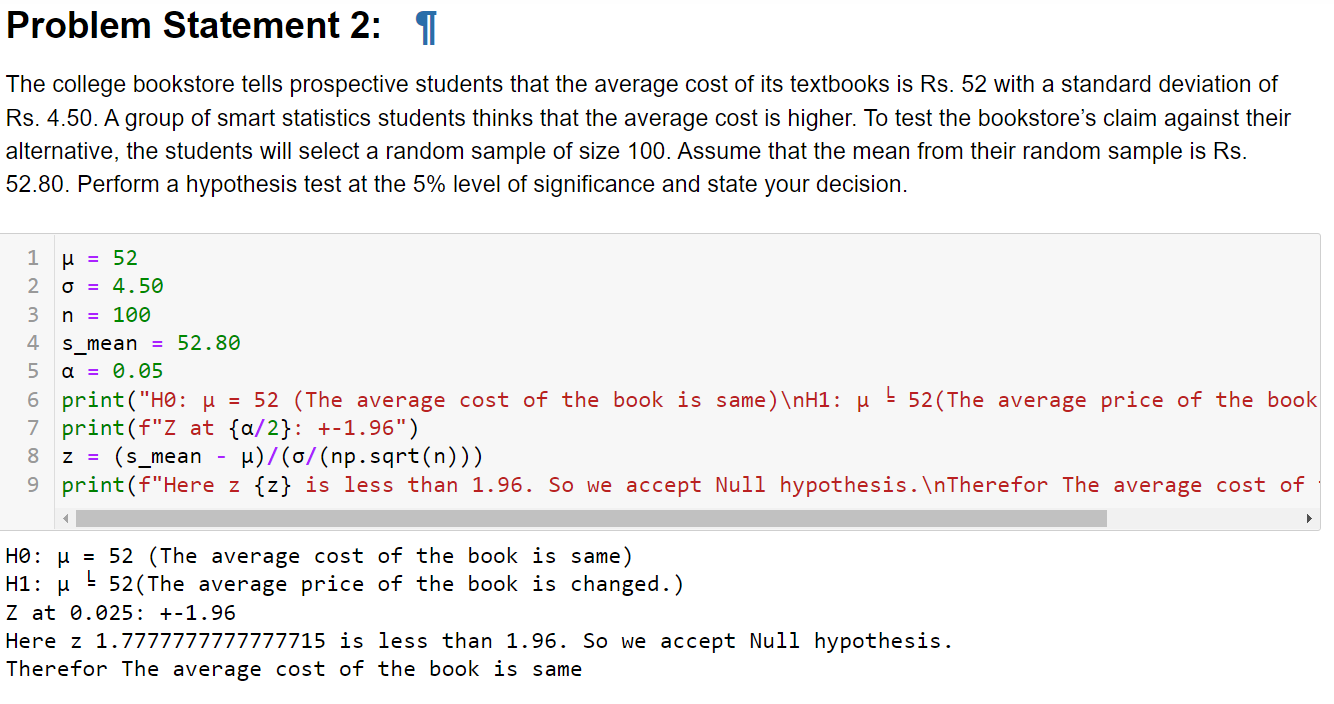 Problem Statement 2: ¶
The college bookstore tells prospective students that the average cost of its textbooks is Rs. 52 with a standard deviation of
Rs. 4.50. A group of smart statistics students thinks that the average cost is higher. To test the bookstore’s claim against their
alternative, the students will select a random sample of size 100. Assume that the mean from their random sample is Rs.
52.80. Perform a hypothesis test at the 5% level of significance and state your decision.
1 μ = 52
2 σ = 4.50
3 n = 100
4 s_mean = 52.80
5 α = 0.05
6 print("H0: μ = 52 (The average cost of the book is same)\nH1: μ ╘ 52(The average price of the book
7 print(f"Z at {α/2}: +-1.96")
8 z = (s_mean - μ)/(σ/(np.sqrt(n)))
9 print(f"Here z {z} is less than 1.96. So we accept Null hypothesis.\nTherefor The average cost of
H0: μ = 52 (The average cost of the book is same)
H1: μ ╘ 52(The average price of the book is changed.)
Z at 0.025: +-1.96
Here z 1.7777777777777715 is less than 1.96. So we accept Null hypothesis.
Therefor The average cost of the book is same